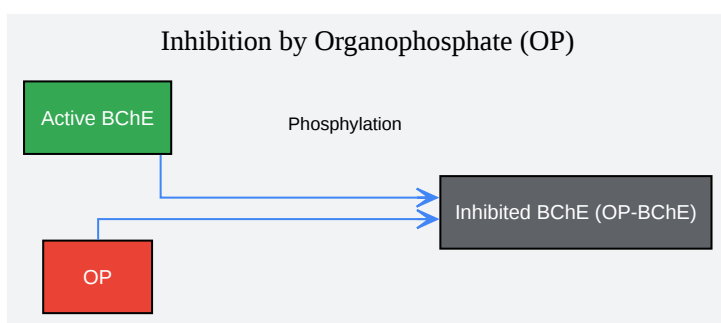 Inhibition by Organophosphate (OP)
Active BChE
Phosphylation
Inhibited BChE (OP-BChE)
OP